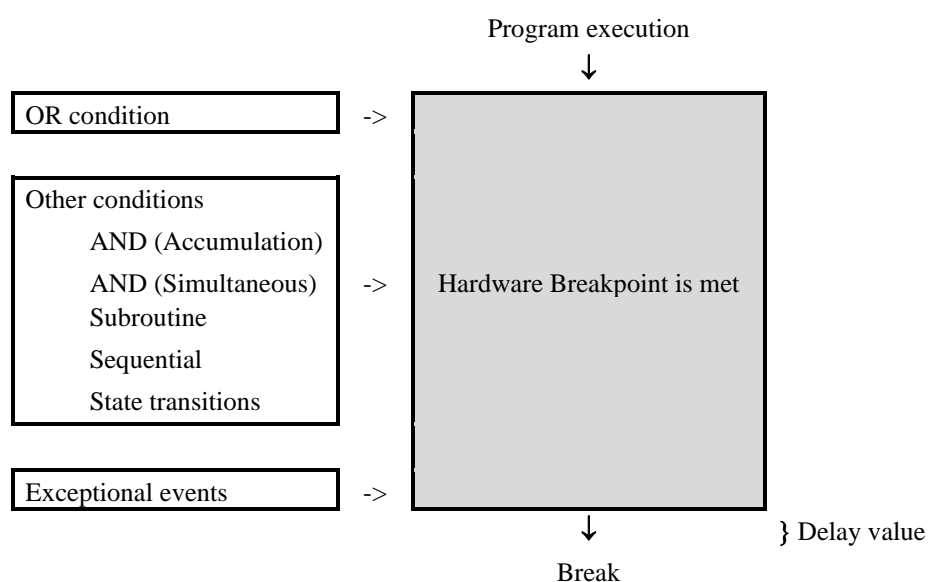 Program execution
↓
OR condition ->
Other conditions
AND (Accumulation)
AND (Simultaneous) -> Hardware Breakpoint is met
Subroutine
Sequential
State transitions
Exceptional events ->
↓ } Delay value
Break